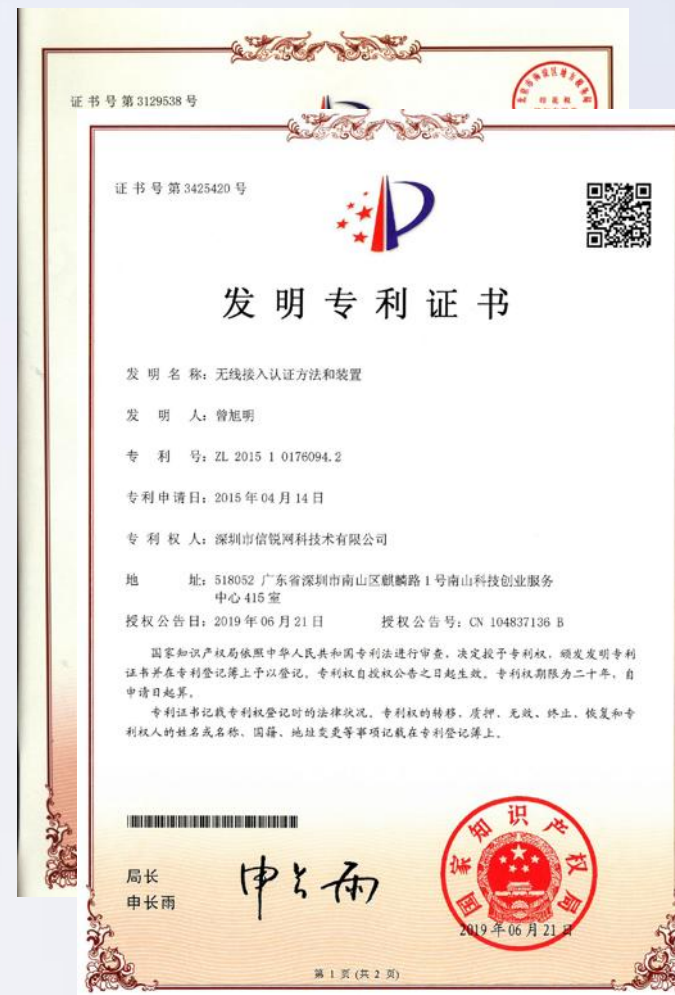 证书号第3129538号
证书号第3425420号
发明专利证书
发明名称：无线接入认证方法和装置
发明人：曾旭明
专利号：ZL 2015 1 0176094.2
专利申请日：2015年04月14日
专利权人：深圳市信锐网科技术有限公司
地址：518052 广东省深圳市南山区麒麟路1号南山科技创业服务
中心415室
授权公告日：2019年06月21日 授权公告号：CN 104837136 B
国家知识产权局依照中华人民共和国专利法进行审查，决定授予专利权，颁发发明专利
证书并在专利登记簿上予以登记。专利权自授权公告之日起生效。专利权期限为二十年，自
申请日起算。
专利证书记载专利权登记时的法律状况。专利权的转移、质押、无效、终止、恢复和专
利权人的姓名或名称、国籍、地址变更等事项记载在专利登记簿上。
局长
申长雨
申长雨
国家知识产权局
2019年06月21日
第1页(共2页)